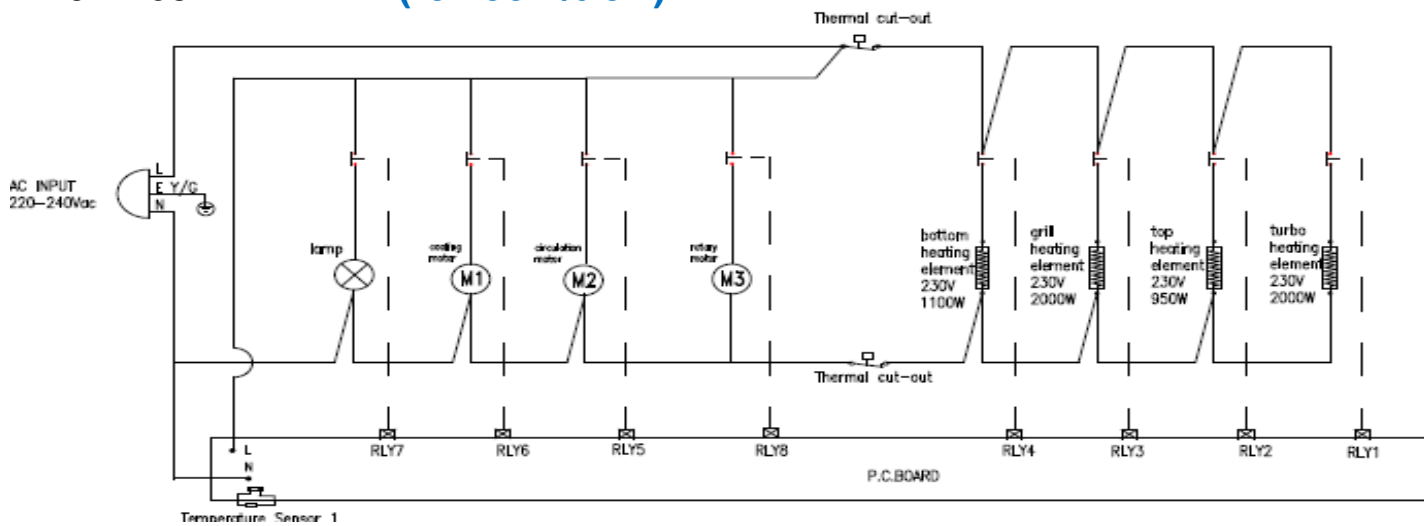 Thermal cut-out
L
AC INPUT
E Y/G
220-240Vac
N
lamp
cooling
motor
circulation
motor
rotary
motor
bottom
heating
element
230V
1100W
grill
heating
element
230V
2000W
top
heating
element
230V
950W
turbo
heating
element
230V
2000W
M1
M2
M3
Thermal cut-out
L
N
RLY7
RLY6
RLY5
RLY8
RLY4
RLY3
RLY2
RLY1
P.C.BOARD
Temperature Sensor 1